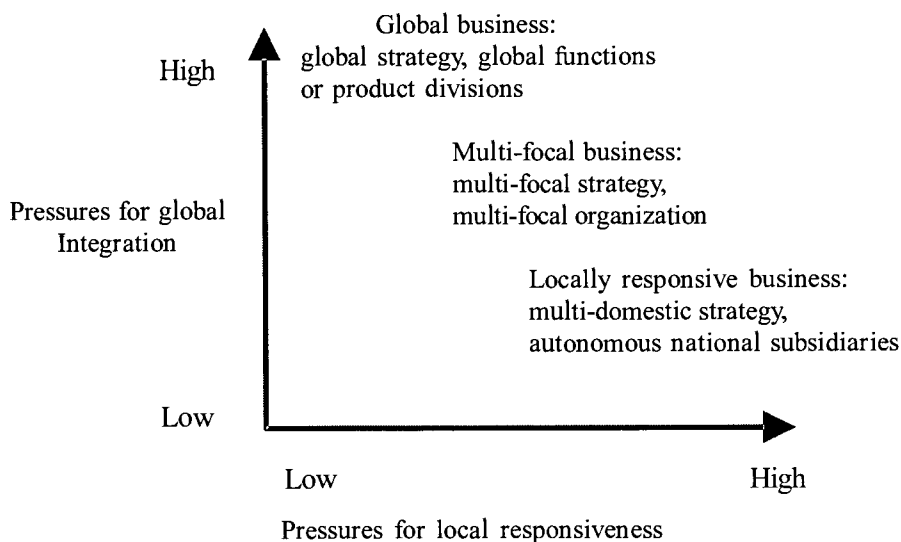 Global business:
global strategy, global functions
or product divisions
High
Multi-focal business:
multi-focal strategy,
multi-focal organization
Pressures for global
Integration
Locally responsive business:
multi-domestic strategy,
autonomous national subsidiaries
Low
Low
High
Pressures for local responsiveness